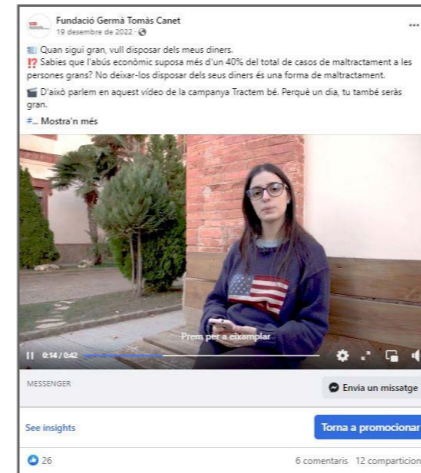 Fundació Germà Tomàs Canet
19 desembre de 2022 ·
Quan sigui gran, vull disposar dels meus diners.
⁉️ Sabies que l'abús econòmic suposa més d'un 40% del total de casos de maltractament a les
persones grans? No deixar-los disposar dels seus diners és una forma de maltractament.
🎬 D'això parlem en aquest vídeo de la campanya Tractem bé. Perquè un dia, tu també seràs
gran.
#... Mostra'n més
Prem per a eixamplar
0:14 / 0:42
MESSENGER
Envia un missatge
See insights
Torna a promocionar
26
6 comentaris 12 comparticion